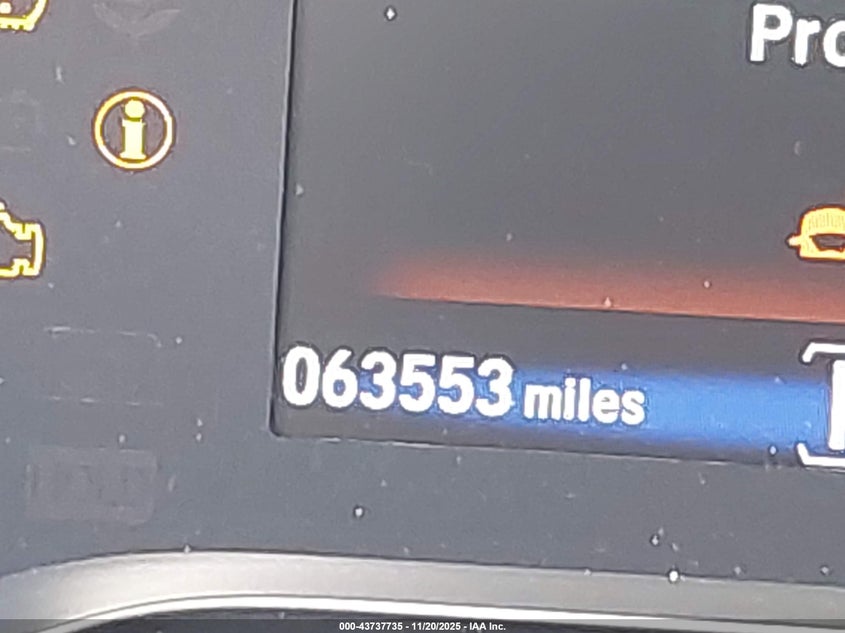 Pro
063553 miles
000-43737735 - 11/20/2025 - IAA Inc.